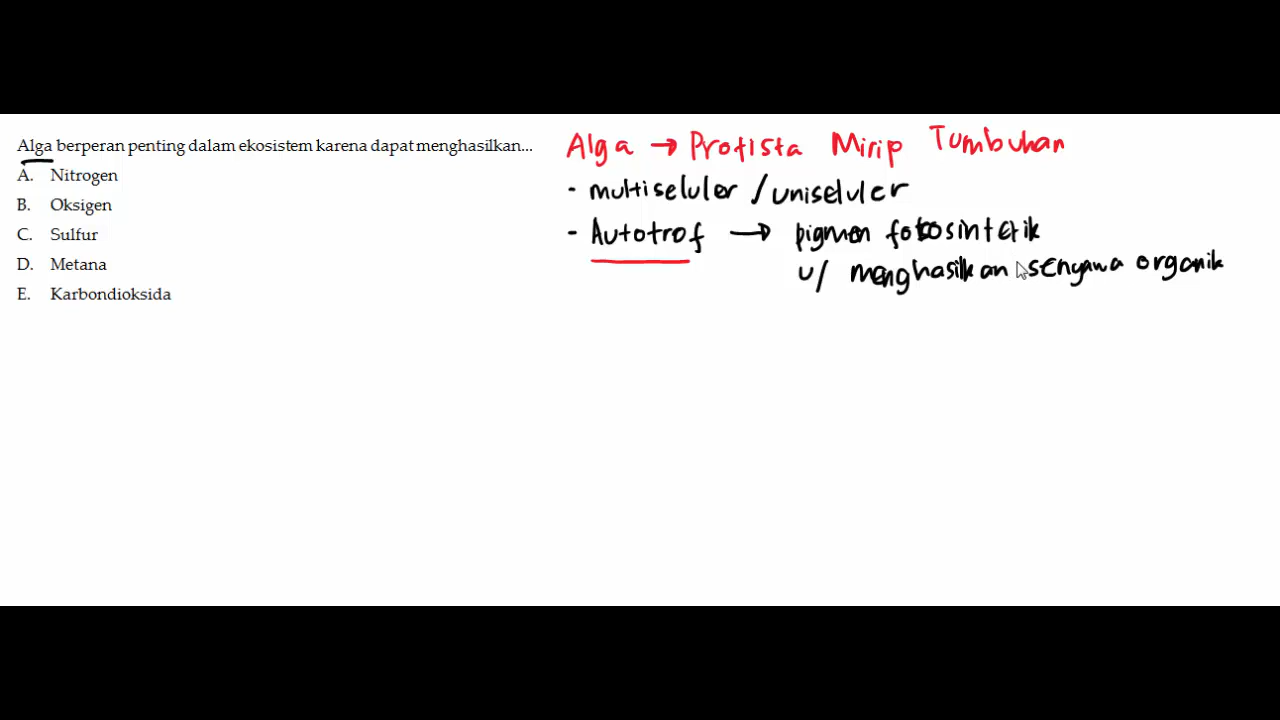 Alga berperan penting dalam ekosistem karena dapat menghasilkan...
A. Nitrogen
B. Oksigen
C. Sulfur
D. Metana
E. Karbondioksida
Alga → Protista Mirip Tumbuhan
- multiseluler / uniseluler
- Autotrof → pigmen fotosintetik
u/ menghasilkan senyawa organik